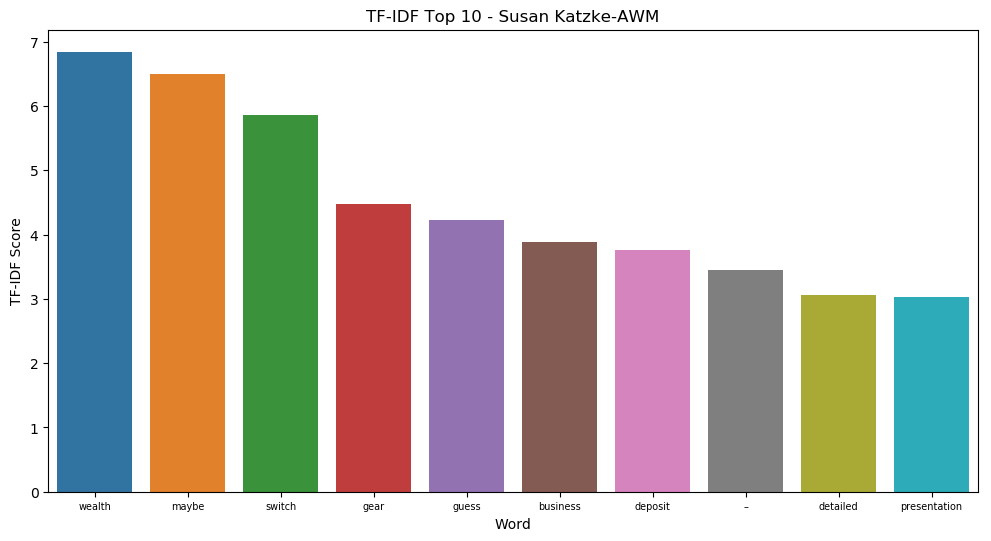 TF-IDF Top 10 - Susan Katzke-AWM
TF-IDF Score
7
6
5
4
3
2
1
0
wealth maybe switch gear guess business deposit – detailed presentation
Word